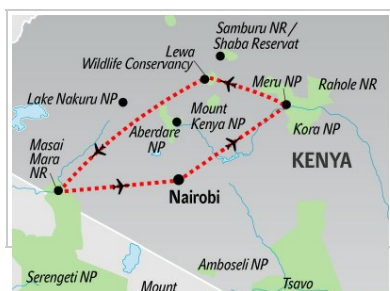 Samburu NR /
Shaba Reservat
Lewa
Wildlife Conservancy
Meru NP
Rahole NR
Lake Nakuru NP
Mount
Kenya NP
Aberdare
NP
Kora NP
Masai
Mara
NR
KENYA
Nairobi
Amboseli NP
Serengeti NP
Mount
Tsavo